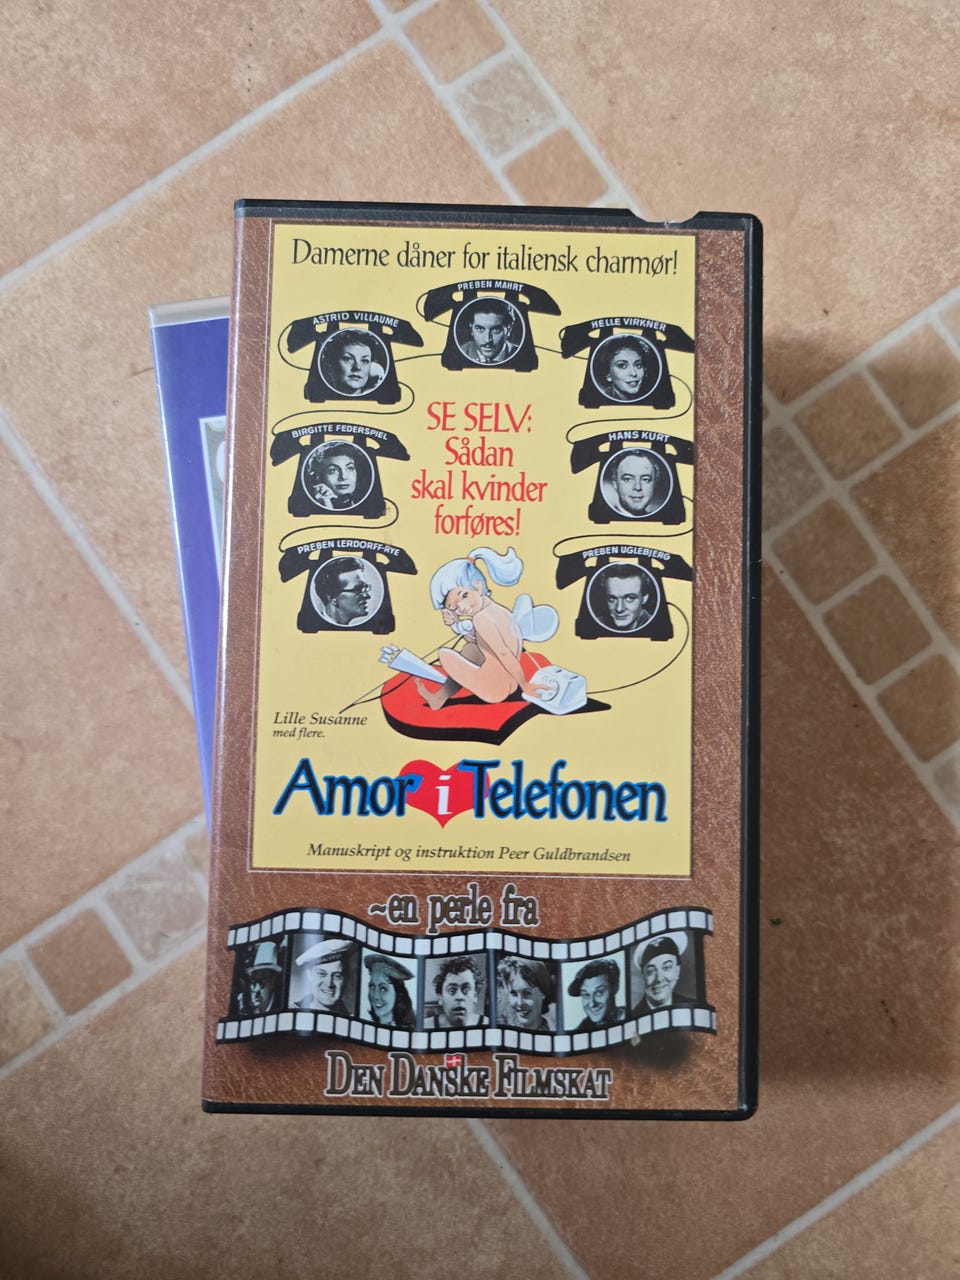 Damerne dåner for italiensk charmør!
PREBEN MAHRT
ASTRID VILLAUME
HELLE VIRKNER
SE SELV:
Sådan
skal kvinder
forføres!
BIRGITTE FEDERSPIEL
HANS KURT
PREBEN LERDORFF-RYE
PREBEN UGLEBJERG
Lille Susanne
med flere.
Amor i Telefonen
Manuskript og instruktion Peer Guldbrandsen
~en perle fra
DEN DANSKE FILMSKAT